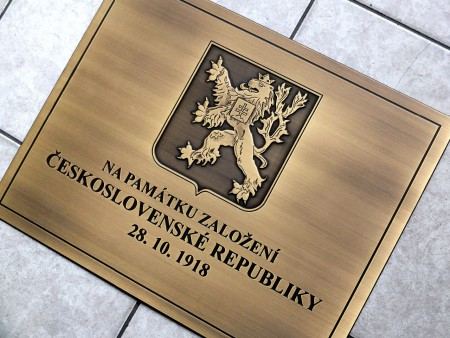 NA PAMÁTKU ZALOŽENÍ
ČESKOSLOVENSKÉ REPUBLIKY
28. 10. 1918